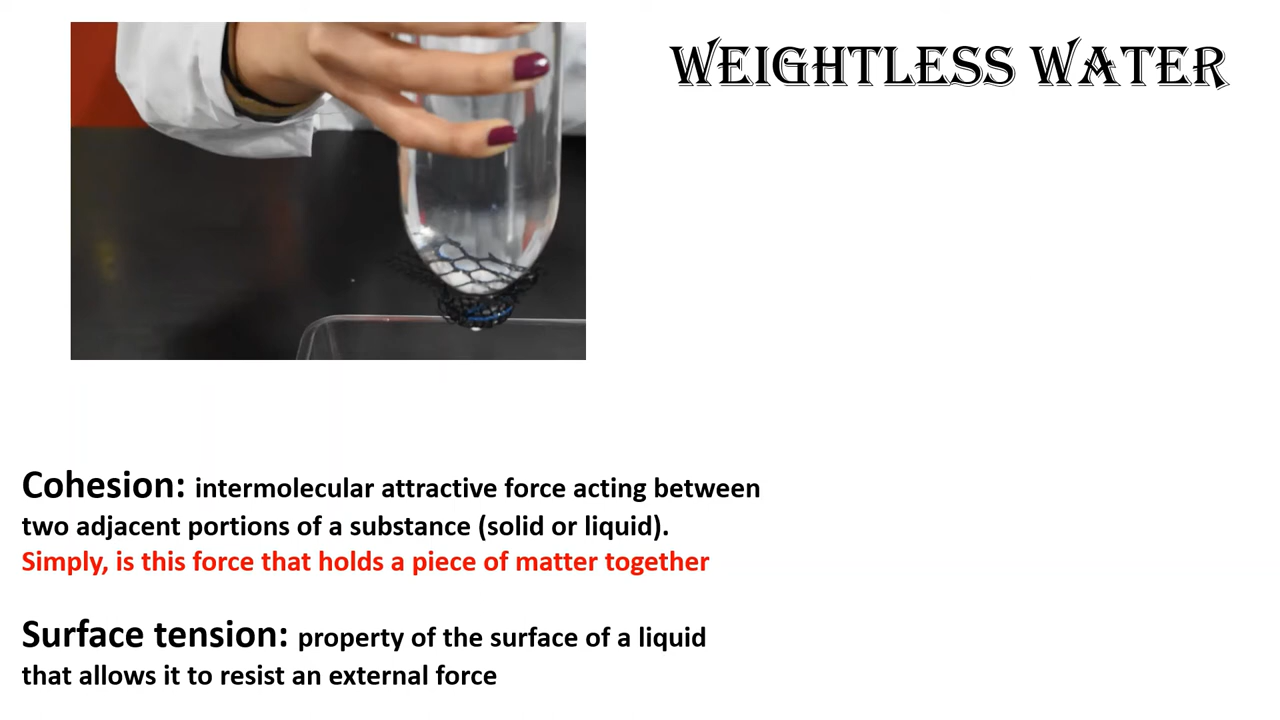 WEIGHTLESS WATER
Cohesion: intermolecular attractive force acting between
two adjacent portions of a substance (solid or liquid).
Simply, is this force that holds a piece of matter together
Surface tension: property of the surface of a liquid
that allows it to resist an external force